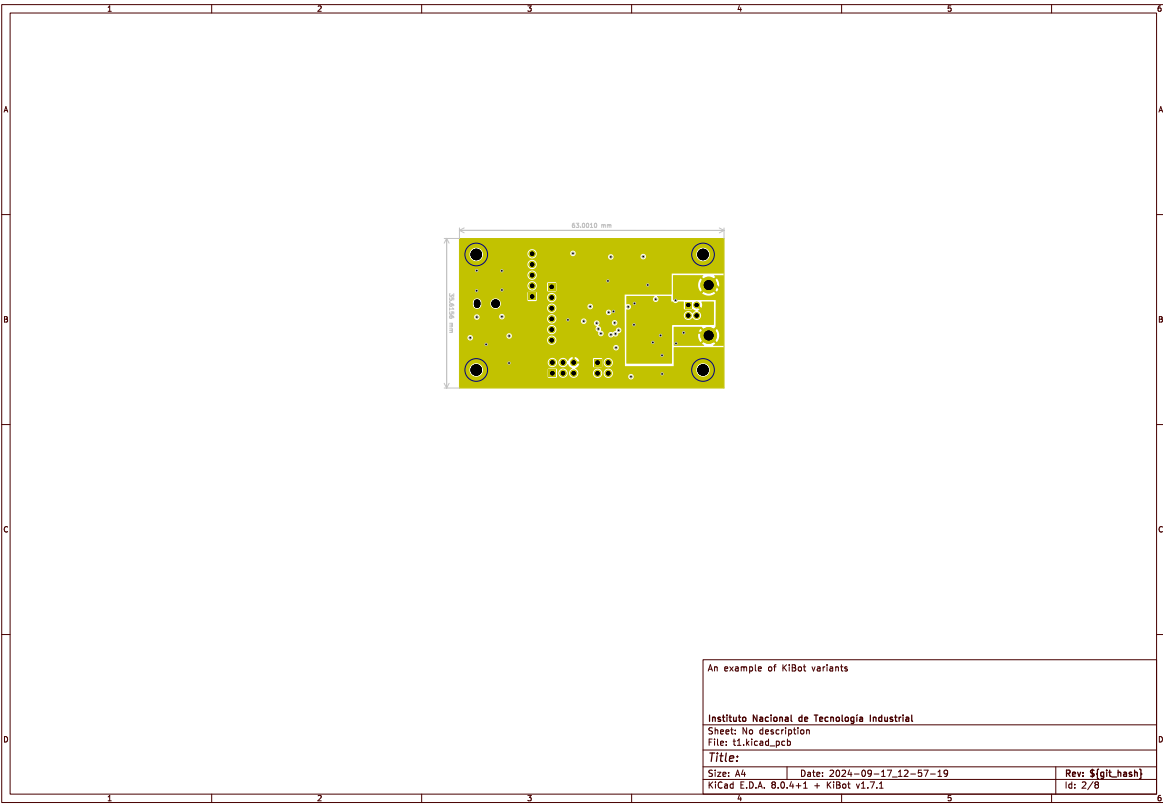 1 2 3 4 5 6
63.0010 mm
A A
B B
C C
D D
An example of KiBot variants
Instituto Nacional de Tecnología Industrial
Sheet: No description
File: t1.kicad_pcb
Title:
Size: A4 Date: 2024-09-17_12-57-19 Rev: ${git_hash}
KiCad E.D.A. 8.0.4+1 + KiBot v1.7.1 Id: 2/8
1 2 3 4 5 6